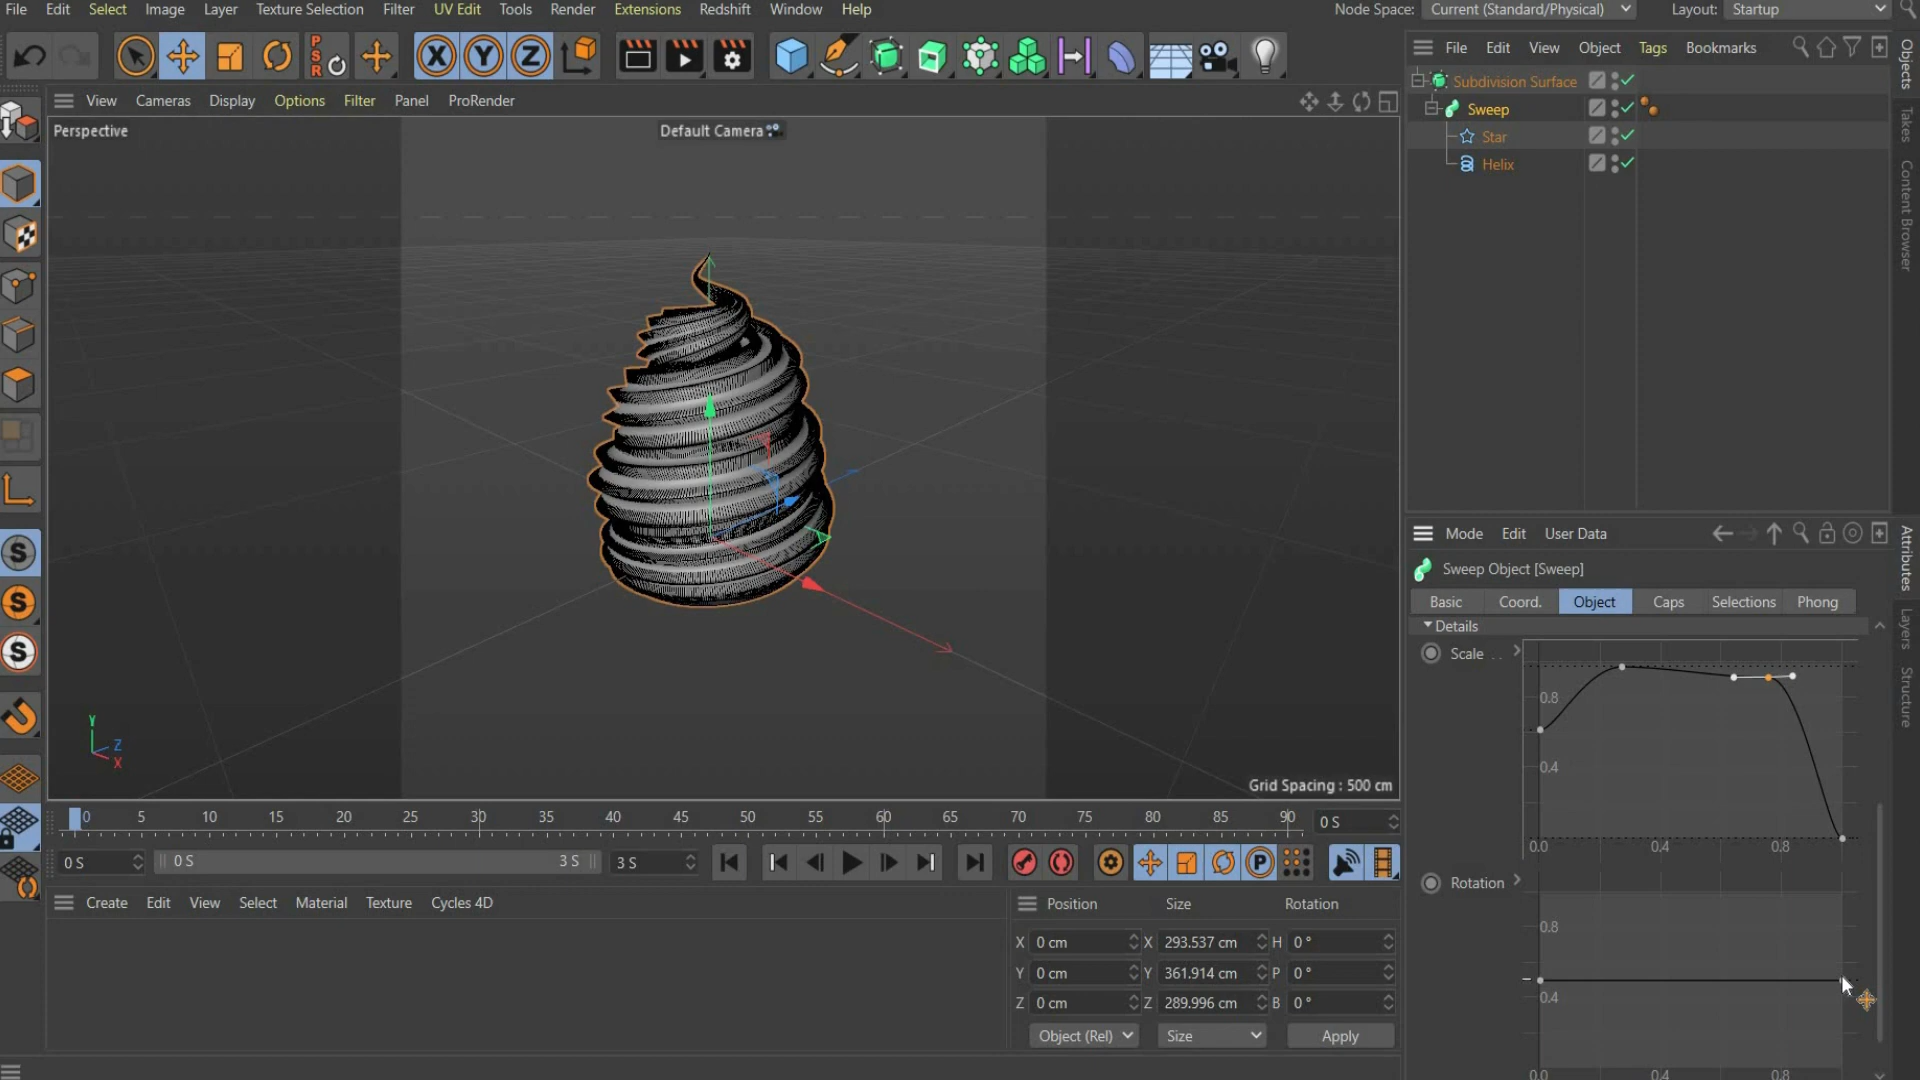 File Edit Select Image Layer Texture Selection Filter UV Edit Tools Render Extensions Redshift Window Help Node Space: Current (Standard/Physical) Layout: Startup
PSR X Y Z
File Edit View Object Tags Bookmarks
View Cameras Display Options Filter Panel ProRender
Perspective
Default Camera
Subdivision Surface
Sweep
Star
Helix
Objects
Takes
Content Browser
S
S
S
Y
Z
X
Grid Spacing : 500 cm
Mode Edit User Data
Sweep Object [Sweep]
Basic Coord. Object Caps Selections Phong
Details
Scale . .
0.8
0.4
0.0 0.4 0.8
Rotation
0.8
0.4
0.0 0.4 0.8
Attributes
Layers
Structure
0 5 10 15 20 25 30 35 40 45 50 55 60 65 70 75 80 85 90 0 S
0 S 0 S 3 S 3 S P
Create Edit View Select Material Texture Cycles 4D
Position Size Rotation
X 0 cm X 293.537 cm H 0 °
Y 0 cm Y 361.914 cm P 0 °
Z 0 cm Z 289.996 cm B 0 °
Object (Rel) Size Apply